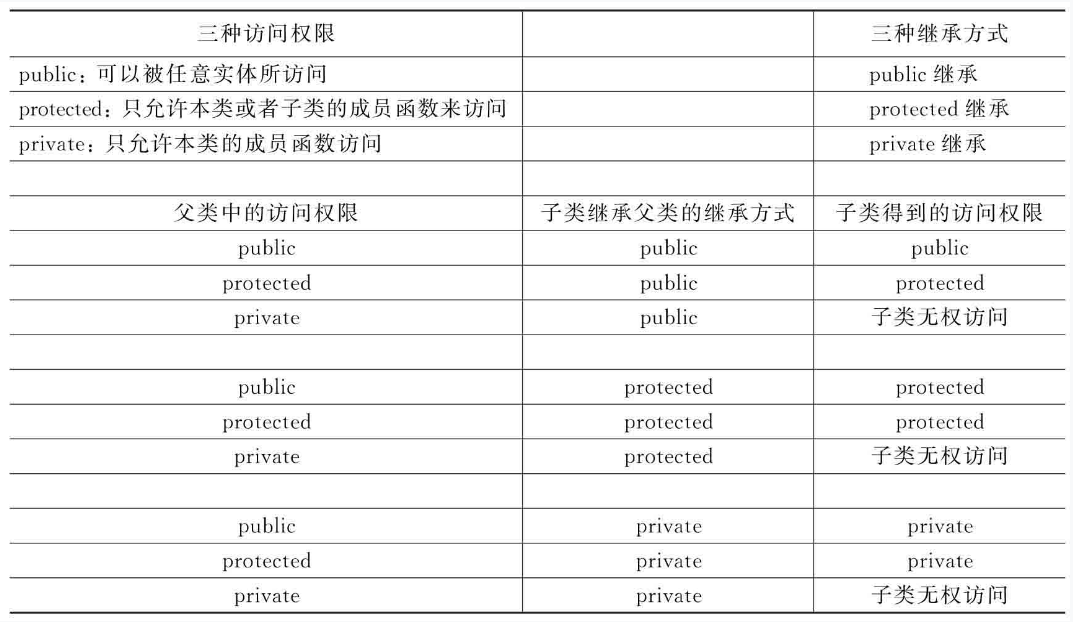 三种访问权限 三种继承方式
public：可以被任意实体所访问 public 继承
protected：只允许本类或者子类的成员函数来访问 protected 继承
private：只允许本类的成员函数访问 private 继承
父类中的访问权限 子类继承父类的继承方式 子类得到的访问权限
public public public
protected public protected
private public 子类无权访问
public protected protected
protected protected protected
private protected 子类无权访问
public private private
protected private private
private private 子类无权访问